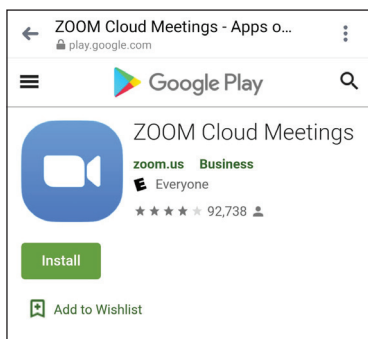 ZOOM Cloud Meetings - Apps o...
play.google.com
Google Play
ZOOM Cloud Meetings
zoom.us Business
E Everyone
92,738
Install
Add to Wishlist